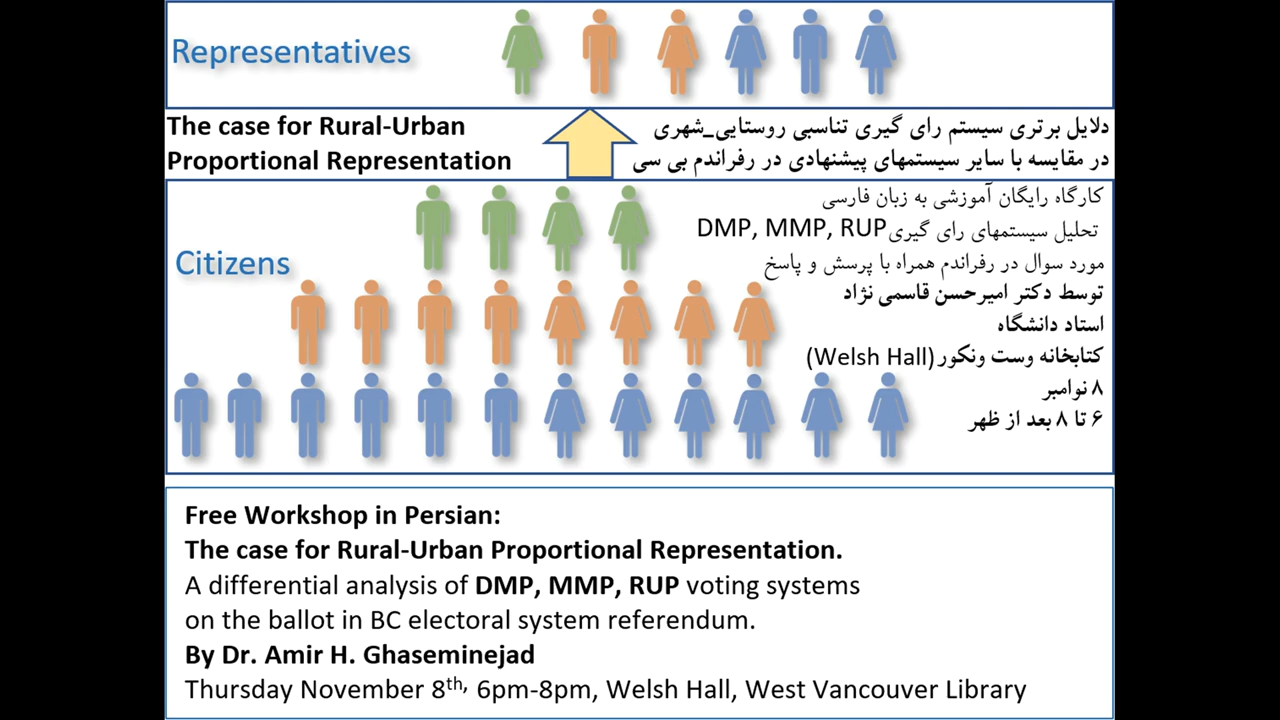 Representatives
The case for Rural-Urban
Proportional Representation
دلایل برتری سیستم رای گیری تناسبی روستایی_شهری
در مقایسه با سایر سیستمهای پیشنهادی در رفراندم بی سی
Citizens
کارگاه رایگان آموزشی به زبان فارسی
تحلیل سیستمهای رای گیری DMP, MMP, RUP
مورد سوال در رفراندم همراه با پرسش و پاسخ
توسط دکتر امیرحسن قاسمی نژاد
استاد دانشگاه
کتابخانه وست ونکور (Welsh Hall)
۸ نوامبر
۶ تا ۸ بعد از ظهر
Free Workshop in Persian:
The case for Rural-Urban Proportional Representation.
A differential analysis of DMP, MMP, RUP voting systems
on the ballot in BC electoral system referendum.
By Dr. Amir H. Ghaseminejad
Thursday November 8th, 6pm-8pm, Welsh Hall, West Vancouver Library